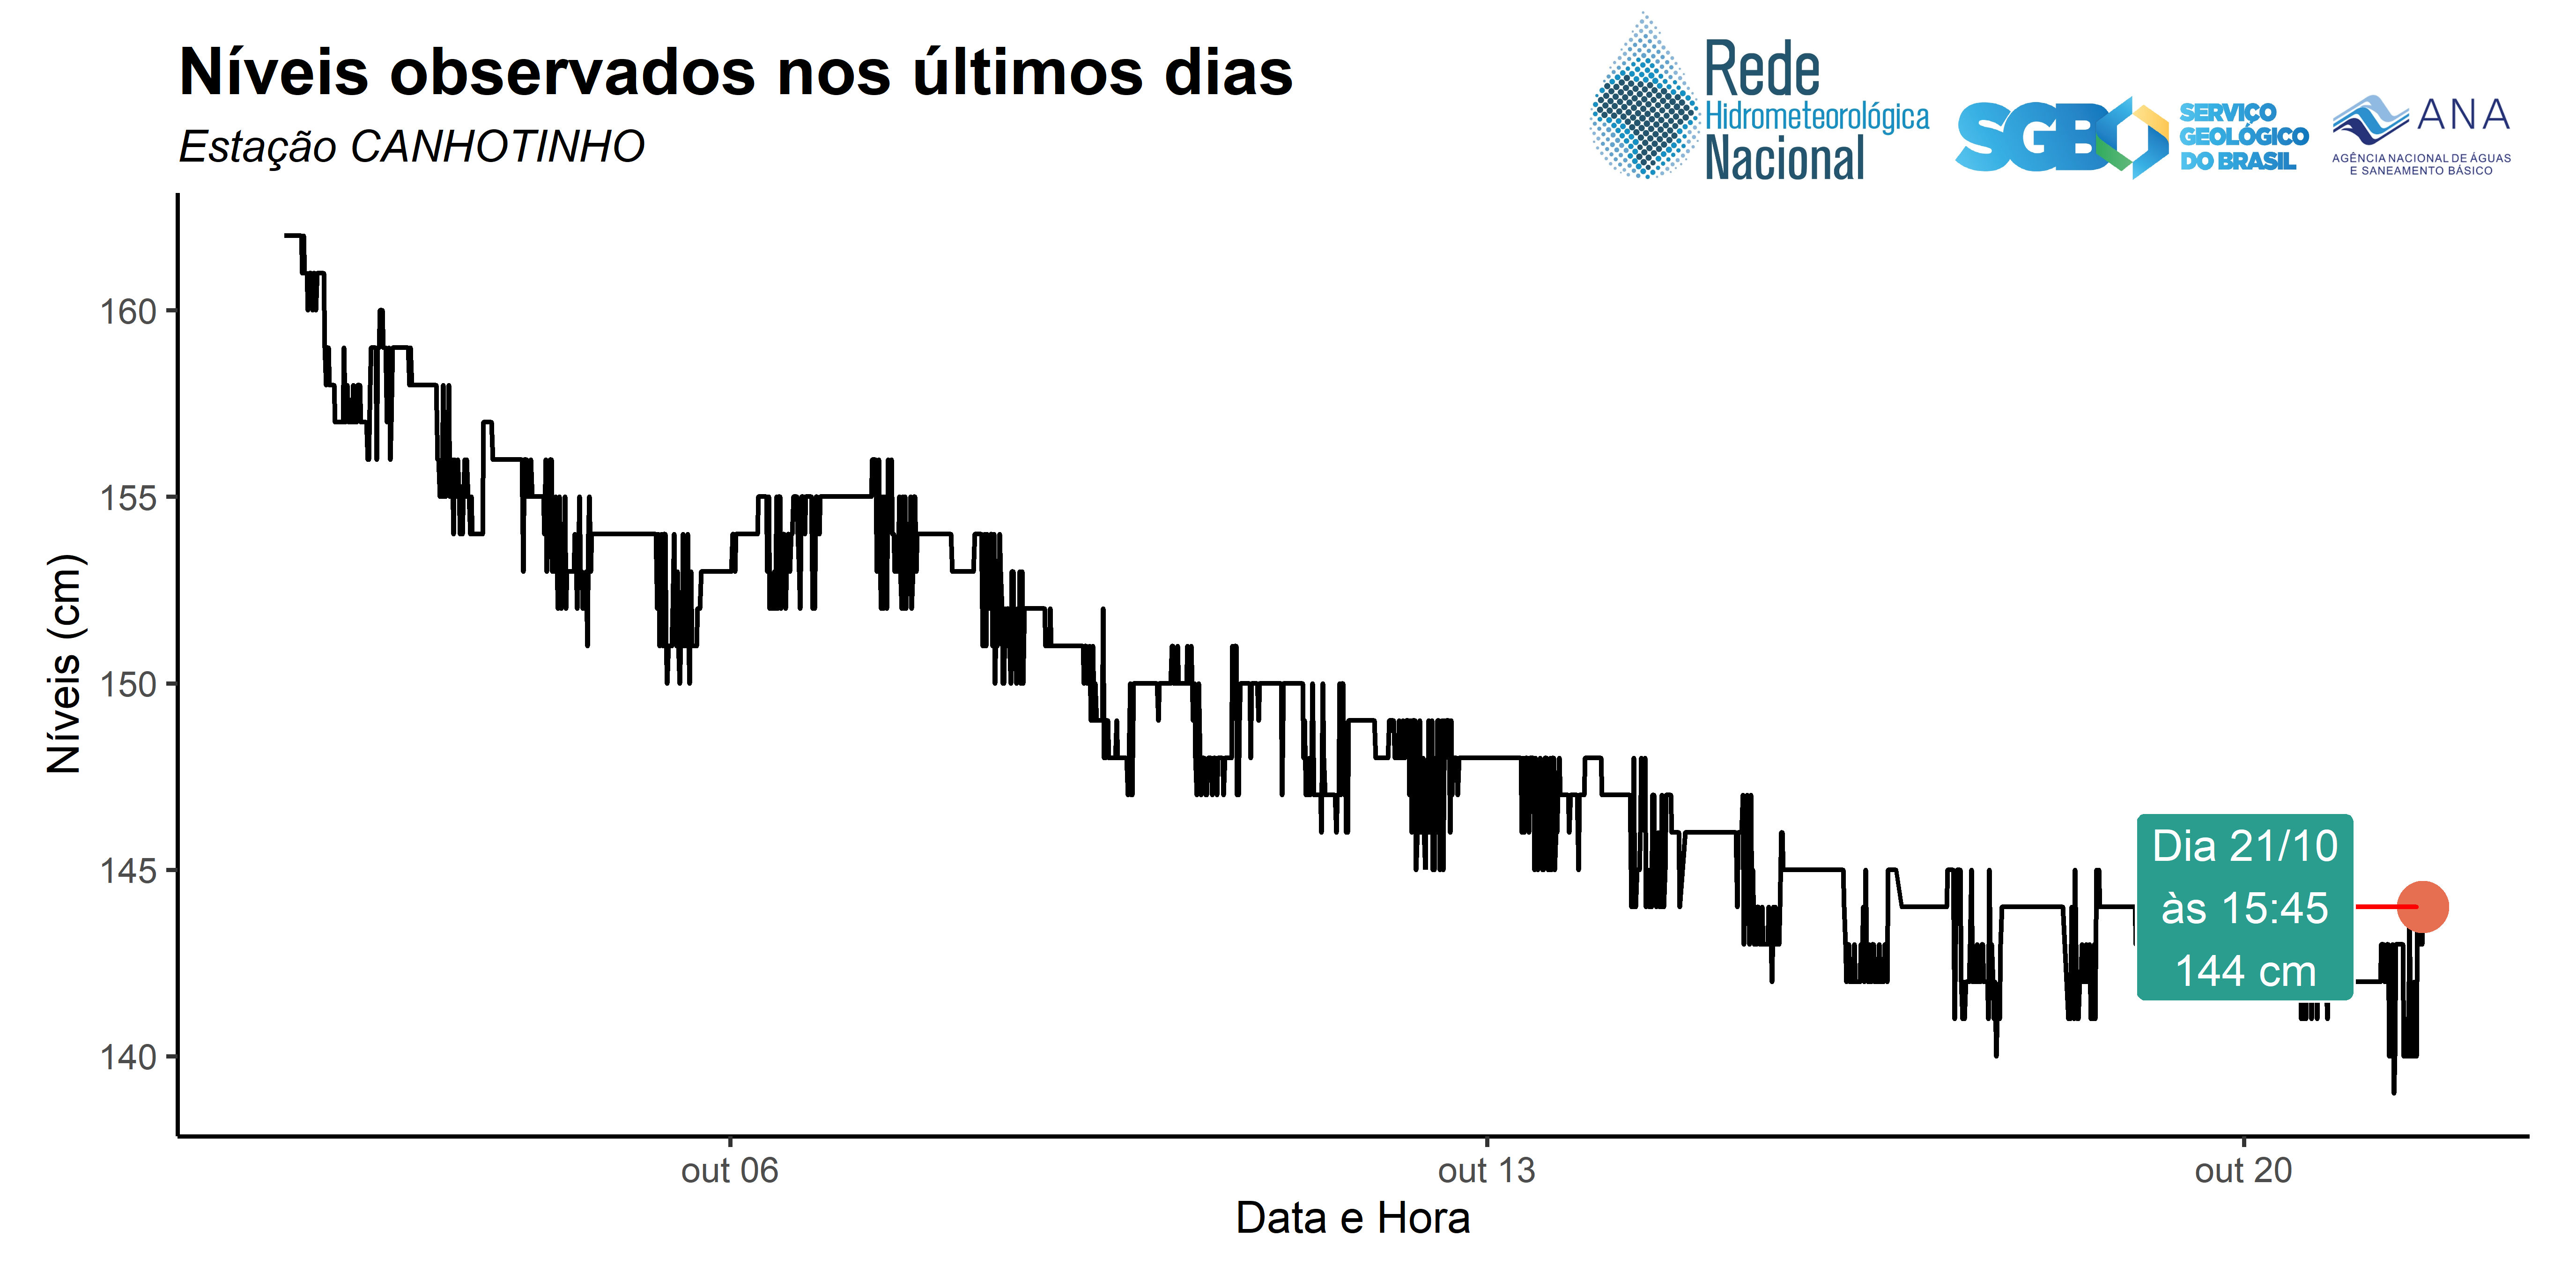 Níveis observados nos últimos dias
Estação CANHOTINHO
Rede
Hidrometeorológica
Nacional
SGB
SERVIÇO
GEOLÓGICO
DO BRASIL
ANA
AGÊNCIA NACIONAL DE ÁGUAS
E SANEAMENTO BÁSICO
Níveis (cm)
160
155
150
145
140
Dia 21/10
às 15:45
144 cm
out 06
out 13
out 20
Data e Hora